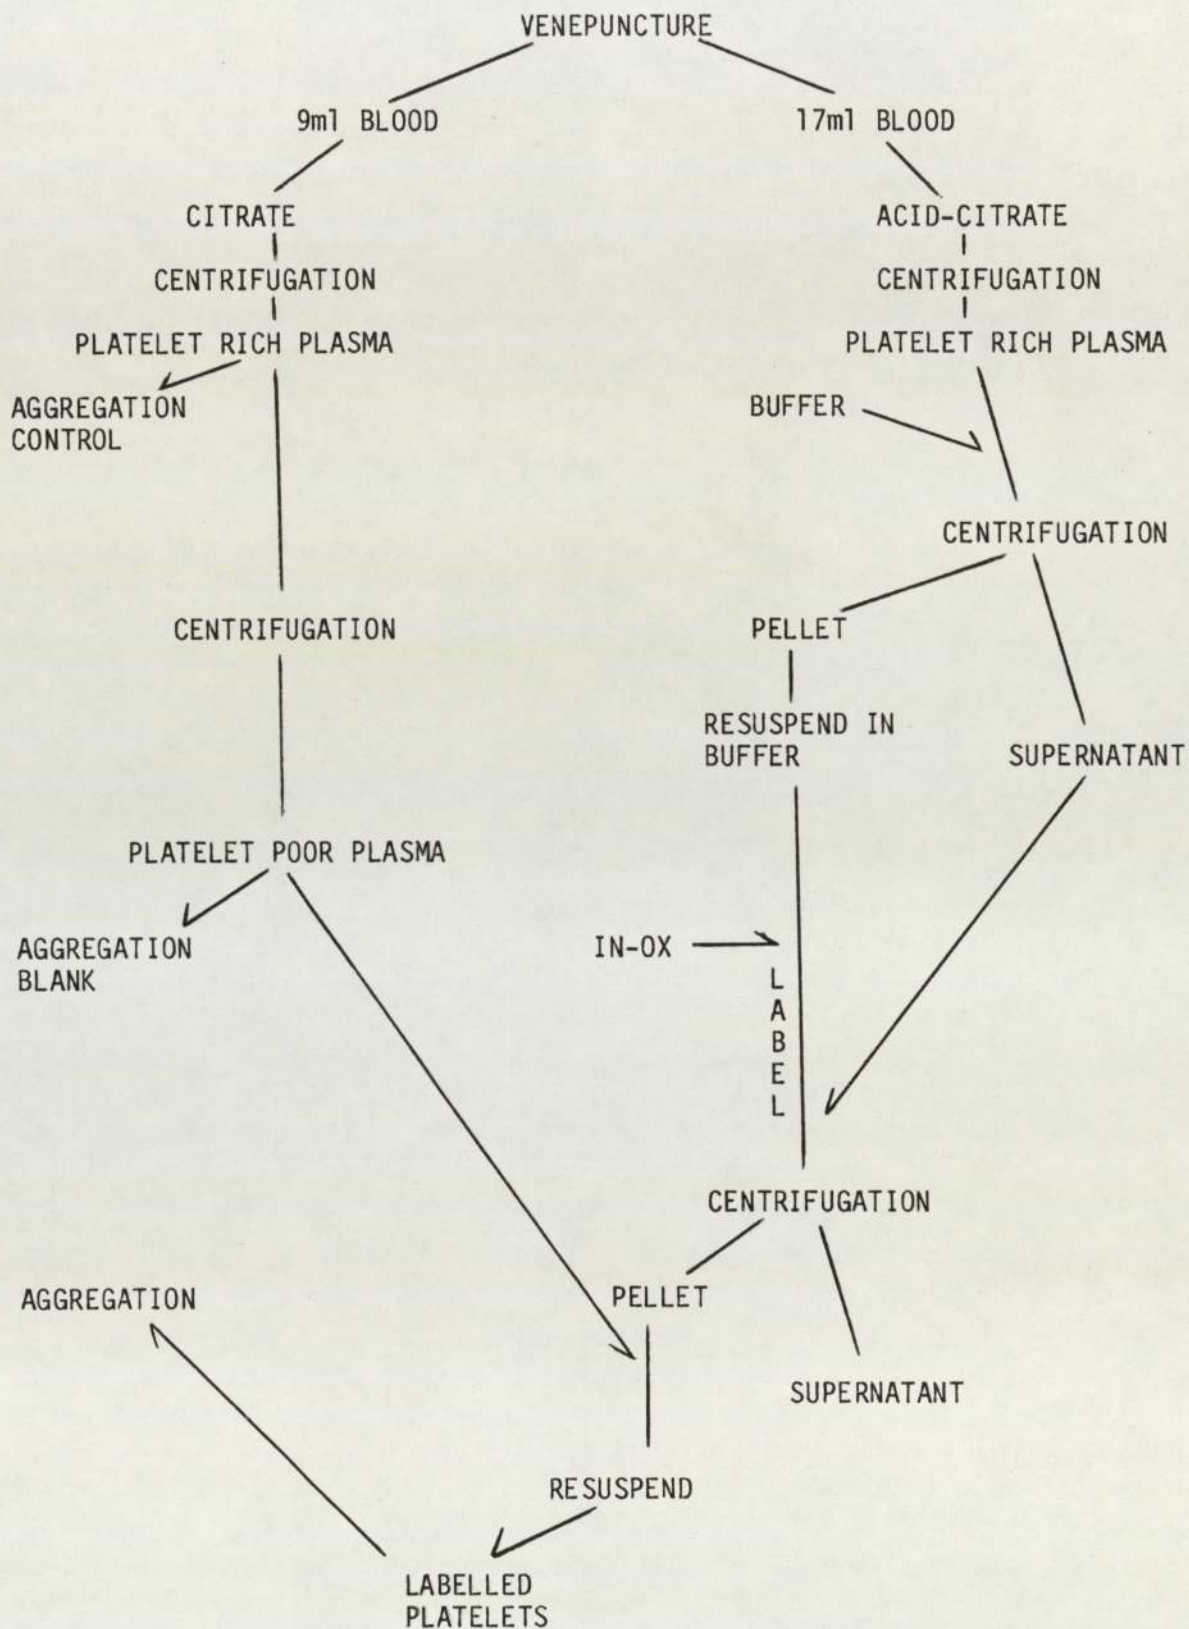 VENEPUNCTURE
9ml BLOOD
17ml BLOOD
CITRATE
ACID-CITRATE
CENTRIFUGATION
CENTRIFUGATION
PLATELET RICH PLASMA
PLATELET RICH PLASMA
AGGREGATION
CONTROL
BUFFER
CENTRIFUGATION
CENTRIFUGATION
PELLET
RESUSPEND IN
BUFFER
SUPERNATANT
PLATELET POOR PLASMA
AGGREGATION
BLANK
IN-OX
LABEL
CENTRIFUGATION
AGGREGATION
PELLET
SUPERNATANT
RESUSPEND
LABELLED
PLATELETS